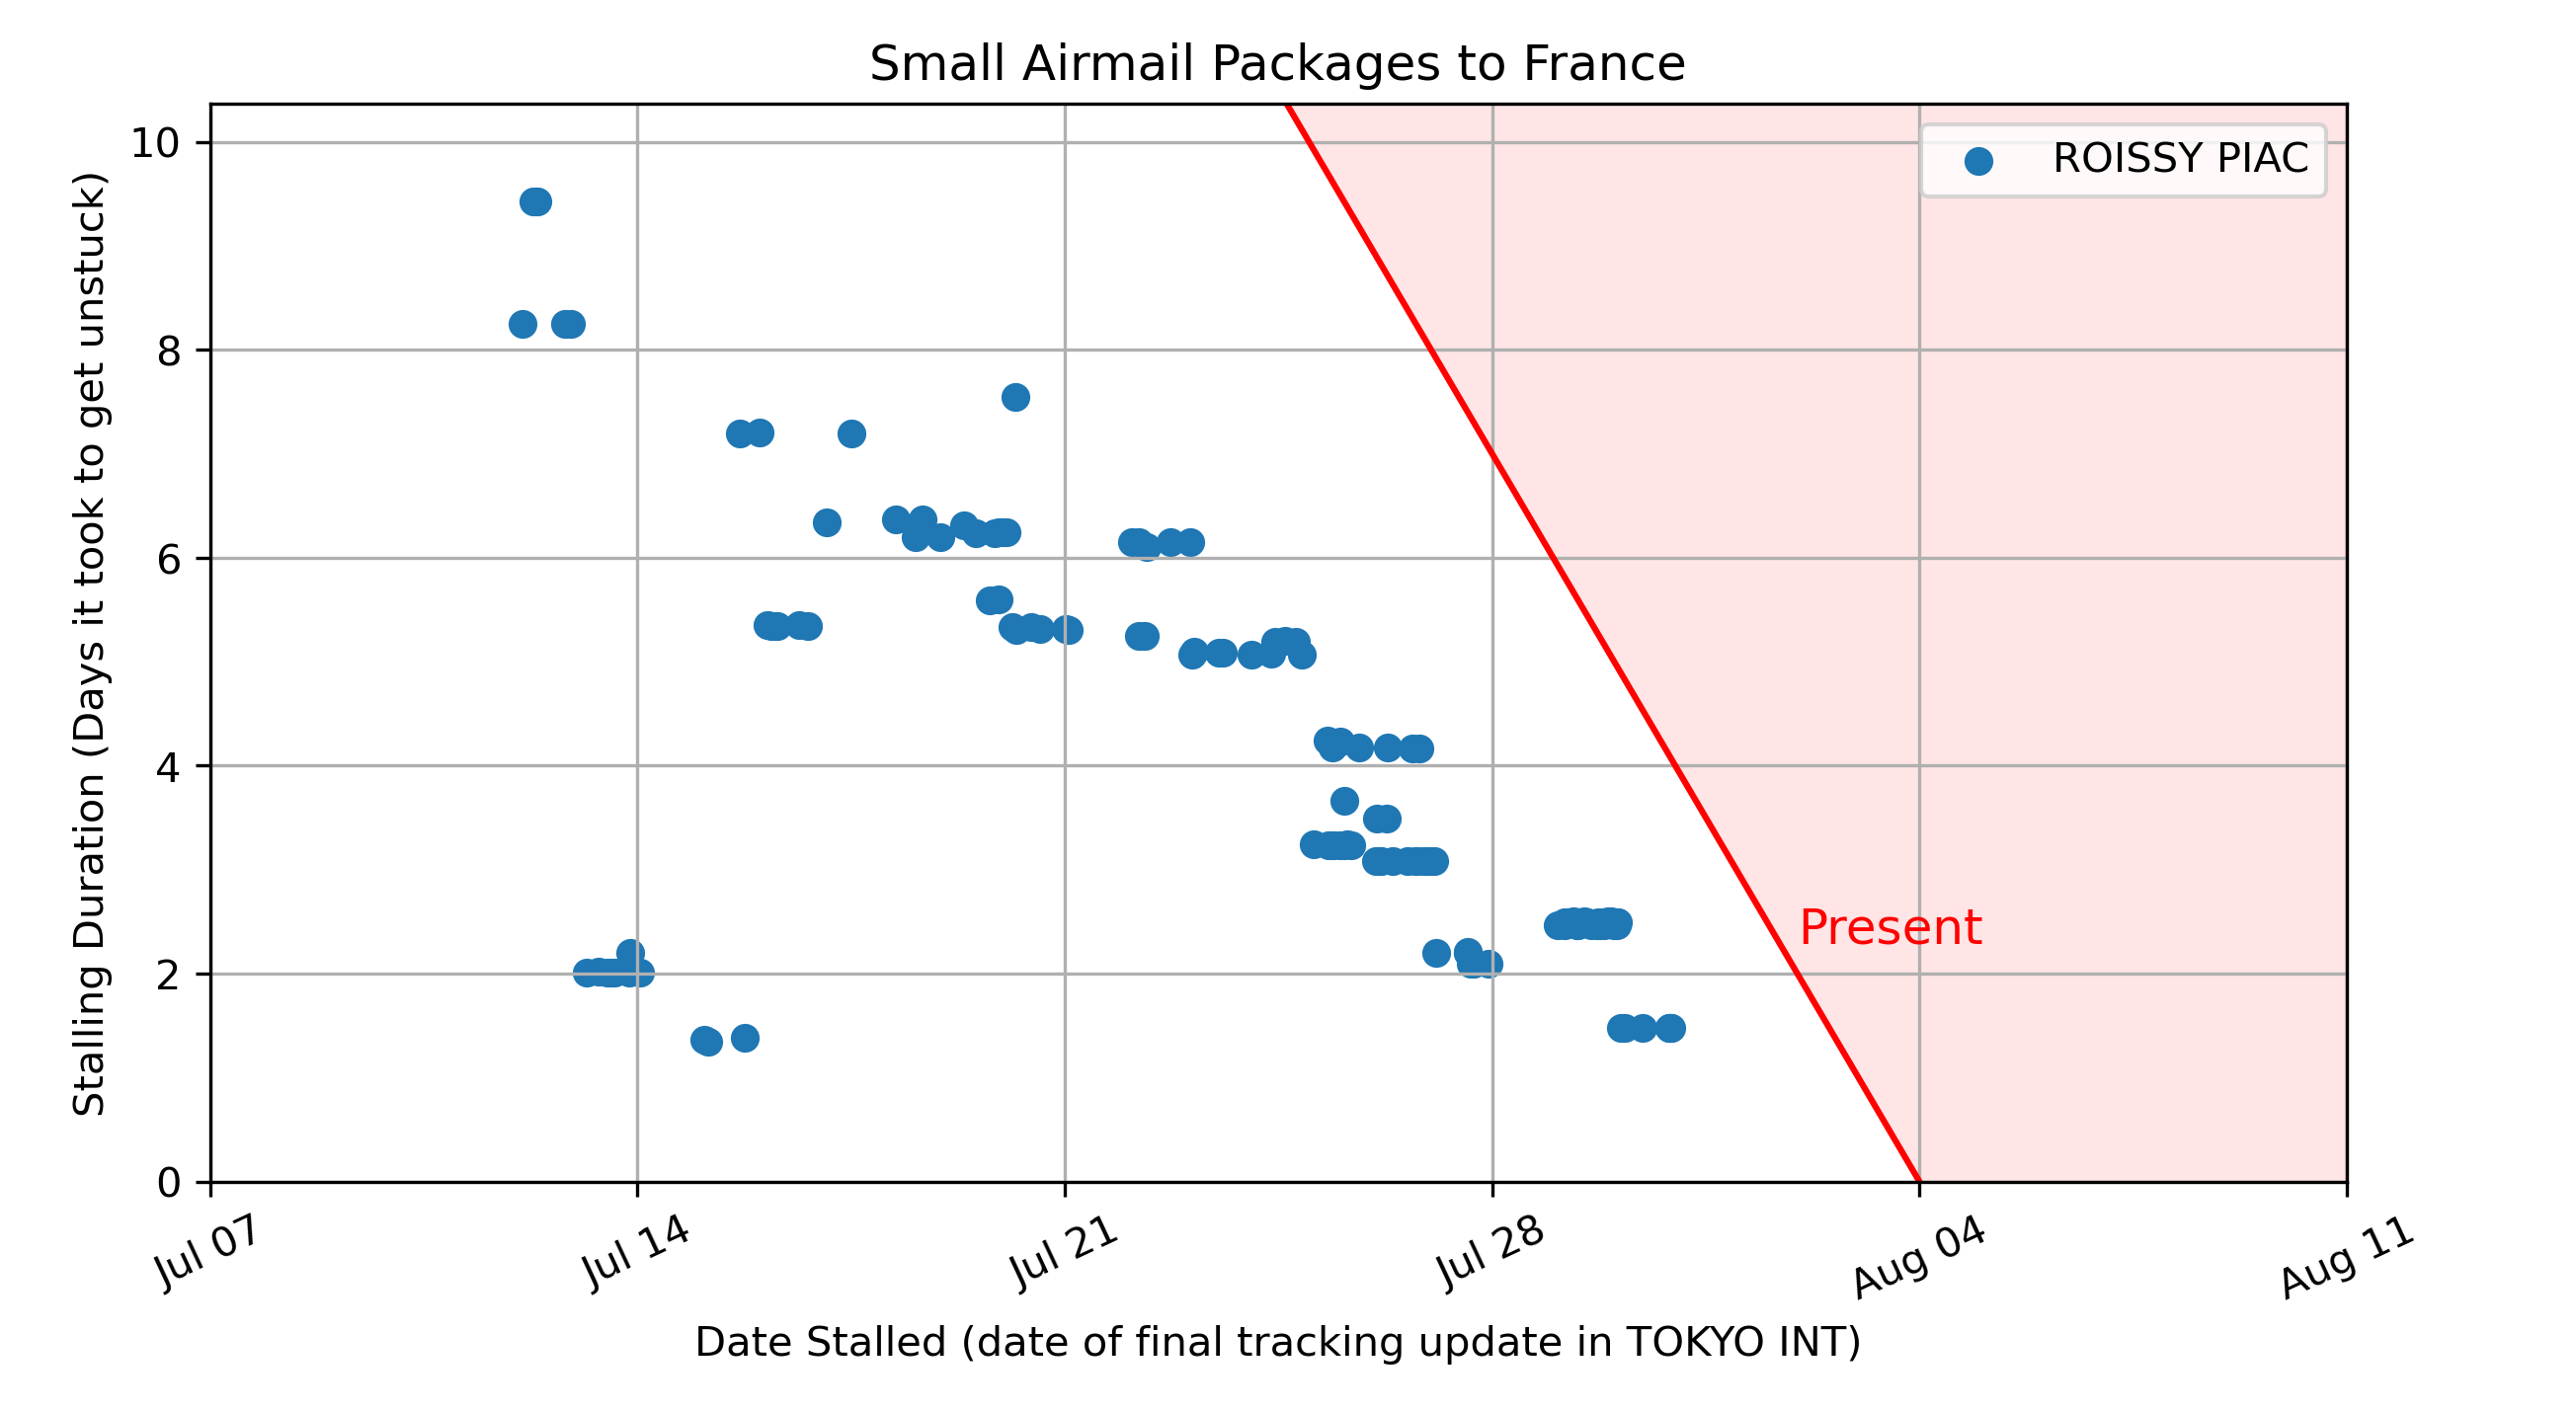 Small Airmail Packages to France
ROISSY PIAC
Stalling Duration (Days it took to get unstuck)
10
8
6
4
2
0
Present
Jul 07
Jul 14
Jul 21
Jul 28
Aug 04
Aug 11
Date Stalled (date of final tracking update in TOKYO INT)